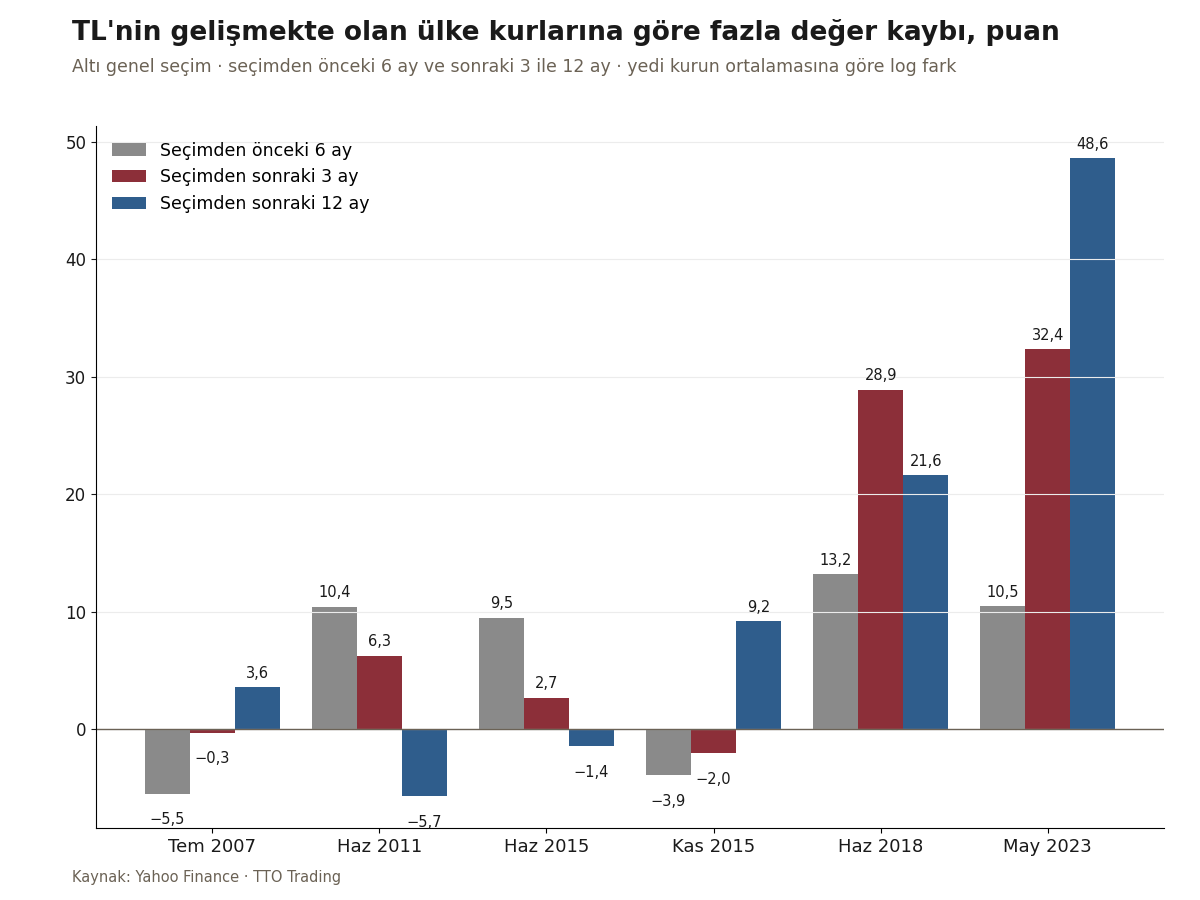 TL'nin gelişmekte olan ülke kurlarına göre fazla değer kaybı, puan
Altı genel seçim · seçimden önceki 6 ay ve sonraki 3 ile 12 ay · yedi kurun ortalamasına göre log fark
Seçimden önceki 6 ay
Seçimden sonraki 3 ay
Seçimden sonraki 12 ay
50
40
30
20
10
0
−5,5
−0,3
3,6
10,4
6,3
−5,7
9,5
2,7
−1,4
−3,9
−2,0
9,2
13,2
28,9
21,6
10,5
32,4
48,6
Tem 2007
Haz 2011
Haz 2015
Kas 2015
Haz 2018
May 2023
Kaynak: Yahoo Finance · TTO Trading